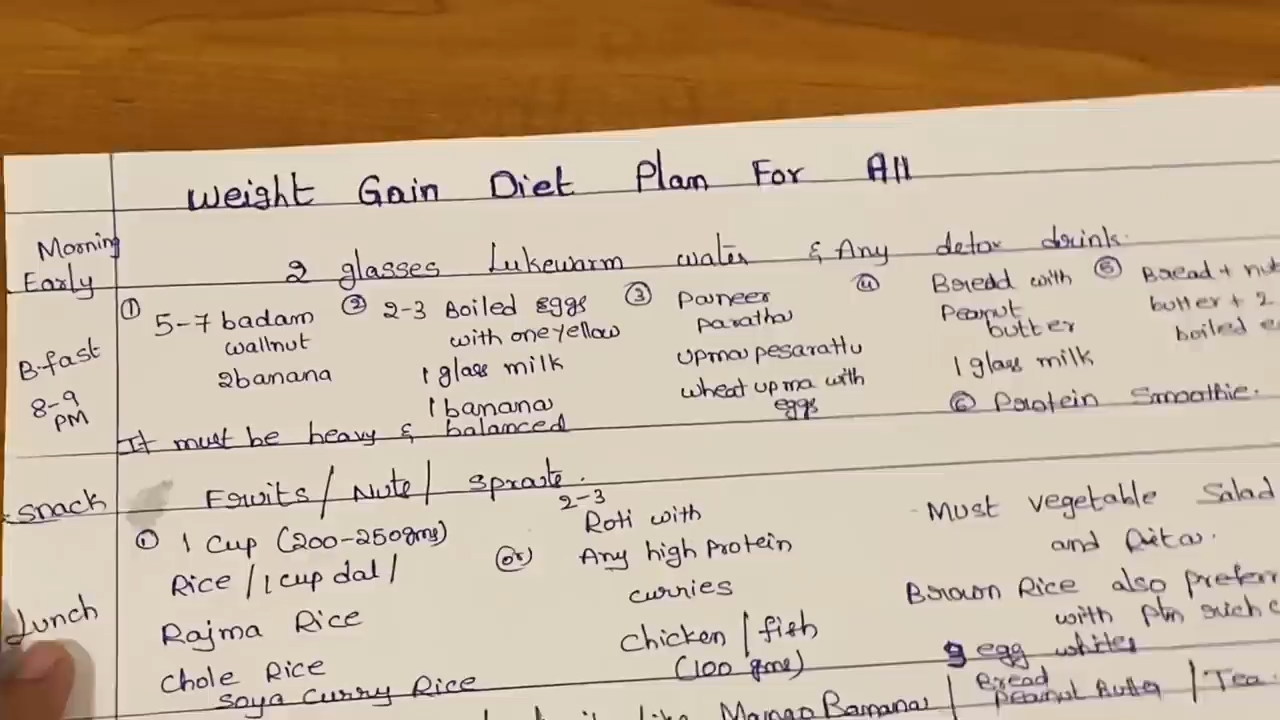 Weight Gain Diet Plan For All
Morning
Early
2 glasses Lukewarm water & Any detox drink.
B.fast
8-9
PM
① 5-7 badam
wallnut
2banana
② 2-3 Boiled eggs
with one yellow
1 glass milk
1 banana
③ Paneer
paratha
upma pesarattu
wheat upma with
eggs
④ Bredd with
Peanut
butter
1 glass milk
⑤ Bread + nut
butter + 2
boiled e
⑥ Protein Smoothie.
It must be heavy & balanced
Snack
Fruits / Nuts / Sprouts.
Lunch
① 1 cup (200-250gms)
Rice / 1 cup dal /
Rajma Rice
Chole Rice
Soya Curry Rice
(or)
2-3
Roti with
Any high protein
curries
chicken / fish
(100 gms)
Must vegetable Salad
and Raita.
Brown Rice also prefer
with ptn rich c
egg whites
like Mango Banana /
Bread
Peanut Butter / Tea.